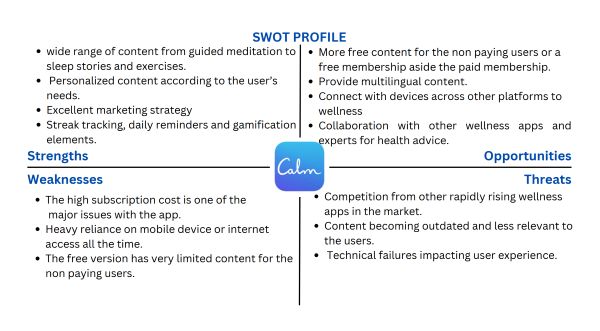 SWOT PROFILE
wide range of content from guided meditation to
sleep stories and exercises.
Personalized content according to the user's
needs.
Excellent marketing strategy
Streak tracking, daily reminders and gamification
elements.
Strengths
More free content for the non paying users or a
free membership aside the paid membership.
Provide multilingual content.
Connect with devices across other platforms to
wellness
Collaboration with other wellness apps and
experts for health advice.
Opportunities
Calm
Weaknesses
The high subscription cost is one of the
major issues with the app.
Heavy reliance on mobile device or internet
access all the time.
The free version has very limited content for the
non paying users.
Threats
Competition from other rapidly rising wellness
apps in the market.
Content becoming outdated and less relevant to
the users.
Technical failures impacting user experience.